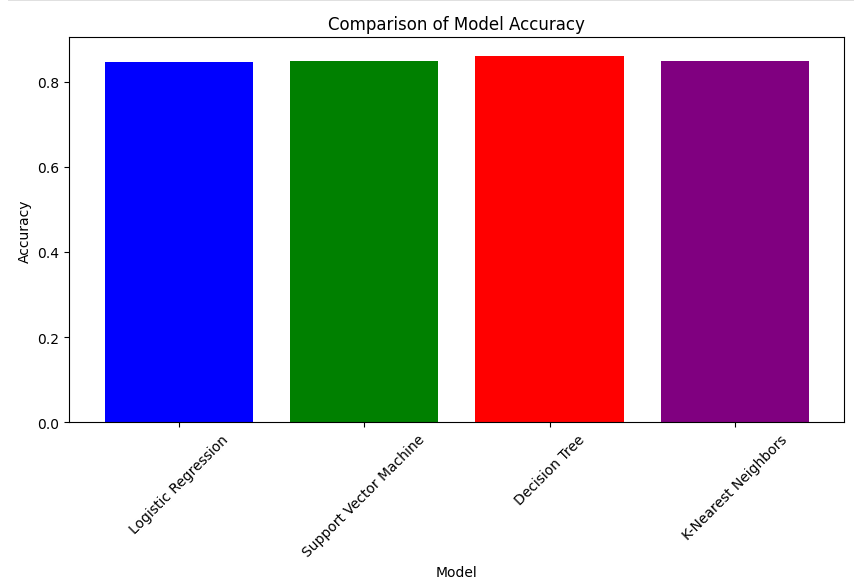 Comparison of Model Accuracy
Accuracy
0.8
0.6
0.4
0.2
0.0
Logistic Regression
Support Vector Machine
Decision Tree
K-Nearest Neighbors
Model